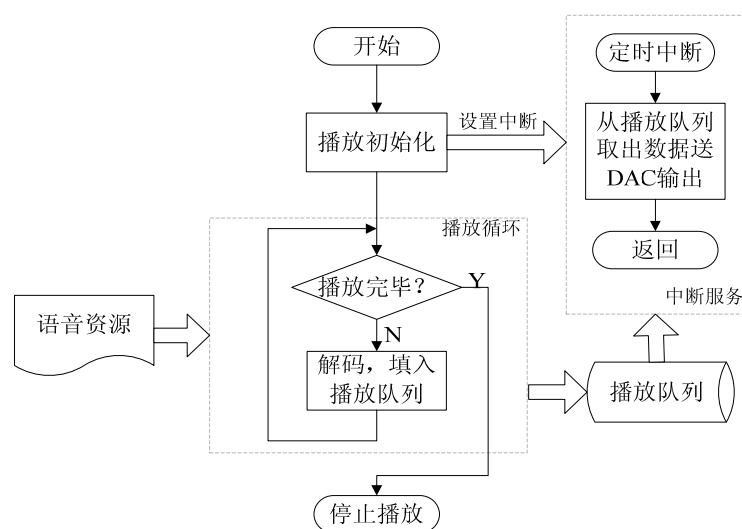 开始
播放初始化
设置中断
定时中断
从播放队列
取出数据送
DAC输出
返回
中断服务
播放循环
播放完毕？
Y
N
解码，填入
播放队列
语音资源
播放队列
停止播放